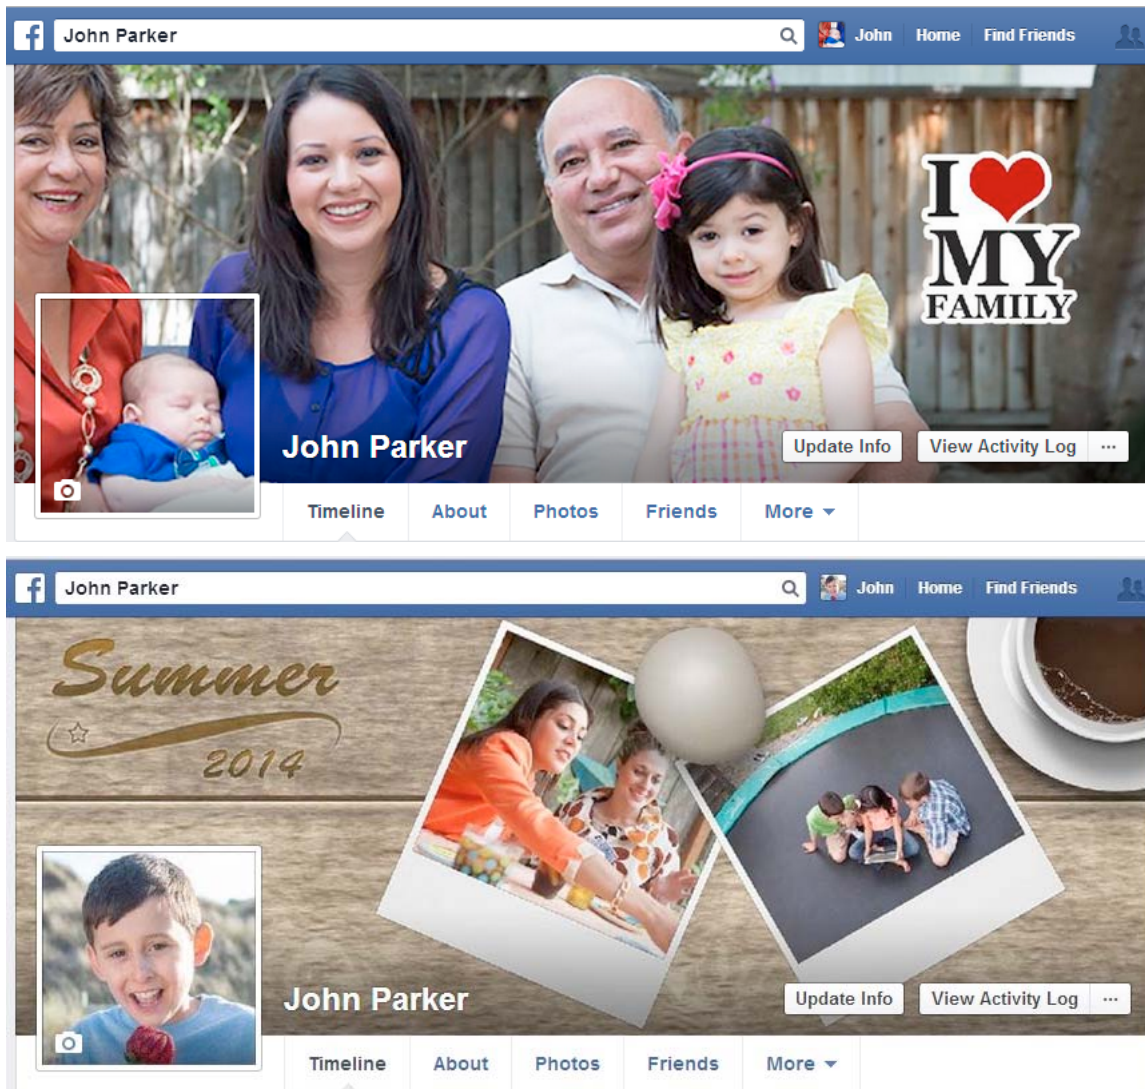 f John Parker John Home Find Friends
I
MY
FAMILY
John Parker Update Info View Activity Log ...
Timeline About Photos Friends More
f John Parker John Home Find Friends
Summer
2014
John Parker Update Info View Activity Log ...
Timeline About Photos Friends More